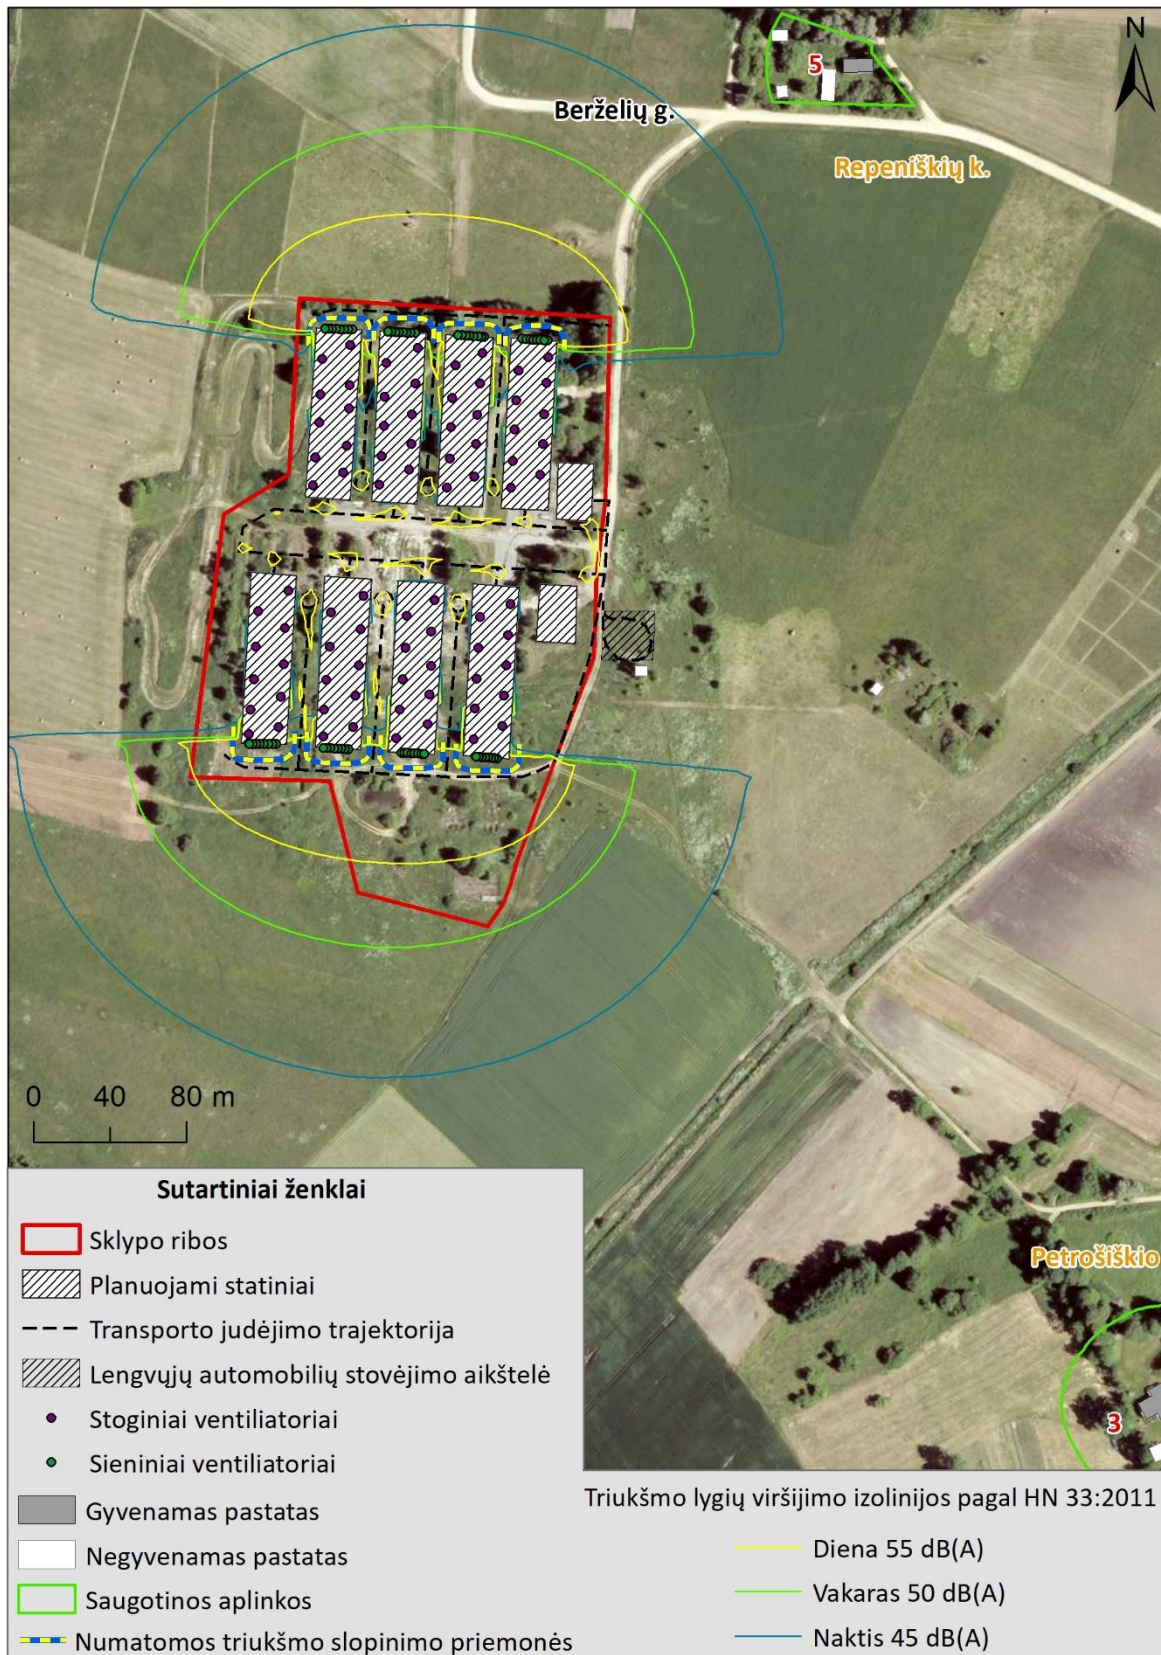 N
5
Berželių g.
Repeniškių k.
0 40 80 m
Petrošiškio
3
Sutartiniai ženklai
Sklypo ribos
Planuojami statiniai
Transporto judėjimo trajektorija
Lengvųjų automobilių stovėjimo aikštelė
Stoginiai ventiliatoriai
Sieniniai ventiliatoriai
Gyvenamas pastatas
Negyvenamas pastatas
Saugotinos aplinkos
Numatomos triukšmo slopinimo priemonės
Triukšmo lygių viršijimo izolinijos pagal HN 33:2011
Diena 55 dB(A)
Vakaras 50 dB(A)
Naktis 45 dB(A)